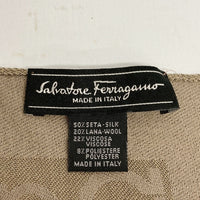 Salvatore Ferragamo
MADE IN ITALY
50% SETA-SILK
20% LANA-WOOL
22% VISCOSA
VISCOSE
8% POLIESTERE
POLYESTER
MADE IN ITALY